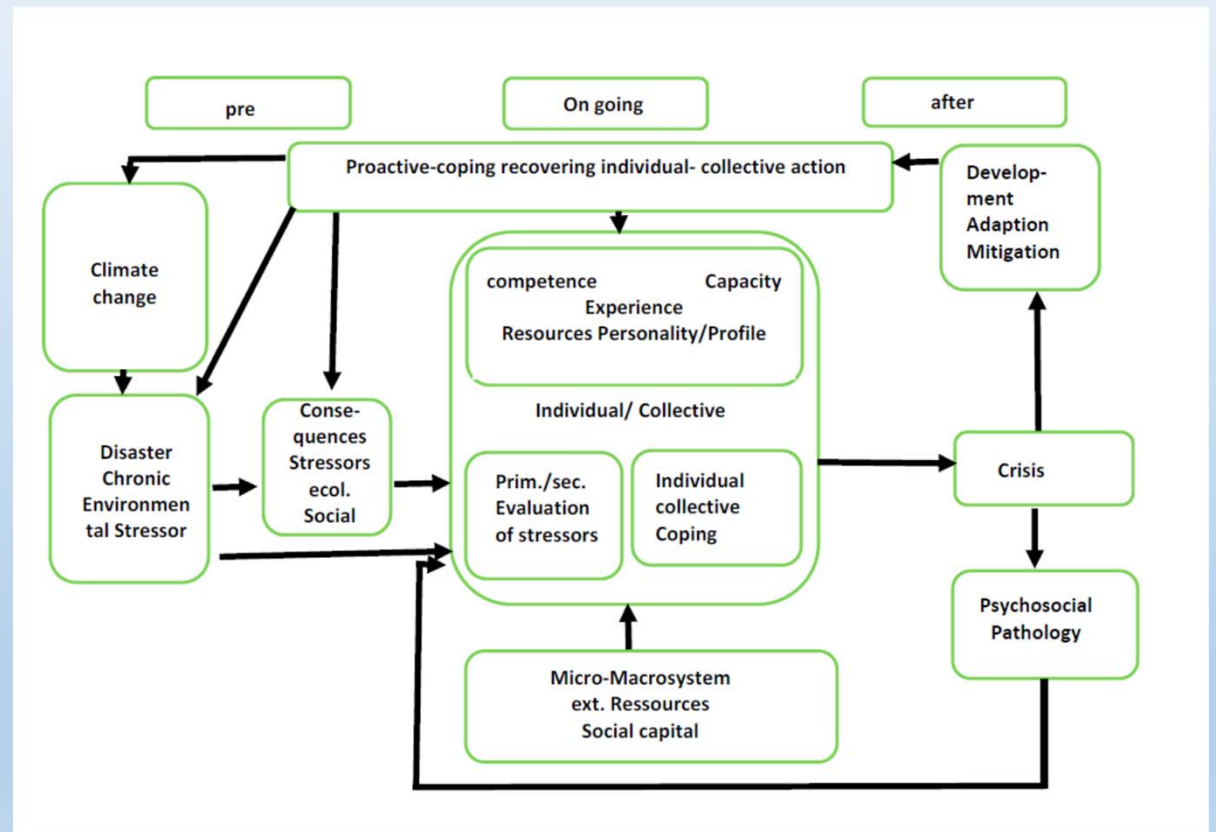 pre
On going
after
Proactive-coping recovering individual- collective action
Develop-
ment
Adaption
Mitigation
Climate
change
competence Capacity
Experience
Resources Personality/Profile
Individual/ Collective
Disaster
Chronic
Environmen
tal Stressor
Conse-
quences
Stressors
ecol.
Social
Prim./sec.
Evaluation
of stressors
Individual
collective
Coping
Crisis
Psychosocial
Pathology
Micro-Macrosystem
ext. Ressources
Social capital